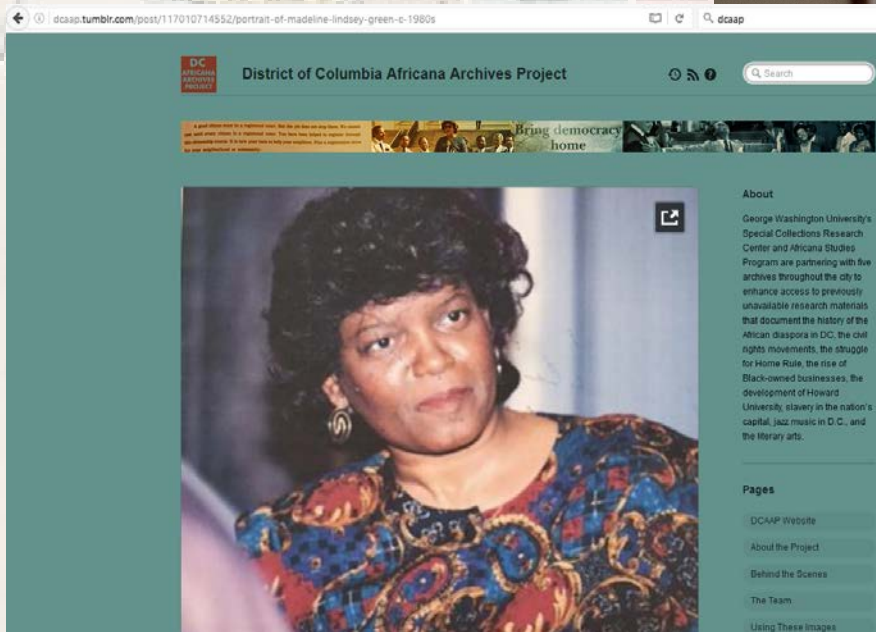 dcaap.tumblr.com/post/117010714552/portrait-of-madeline-lindsey-green-c-1980s
dcaap
DC
AFRICANA
ARCHIVES
PROJECT
District of Columbia Africana Archives Project
Search
Bring democracy
home
About
George Washington University's
Special Collections Research
Center and Africana Studies
Program are partnering with five
archives throughout the city to
enhance access to previously
unavailable research materials
that document the history of the
African diaspora in DC, the civil
rights movements, the struggle
for Home Rule, the rise of
Black-owned businesses, the
development of Howard
University, slavery in the nation's
capital, jazz music in D.C., and
the literary arts.
Pages
DCAAP Website
About the Project
Behind the Scenes
The Team
Using These Images